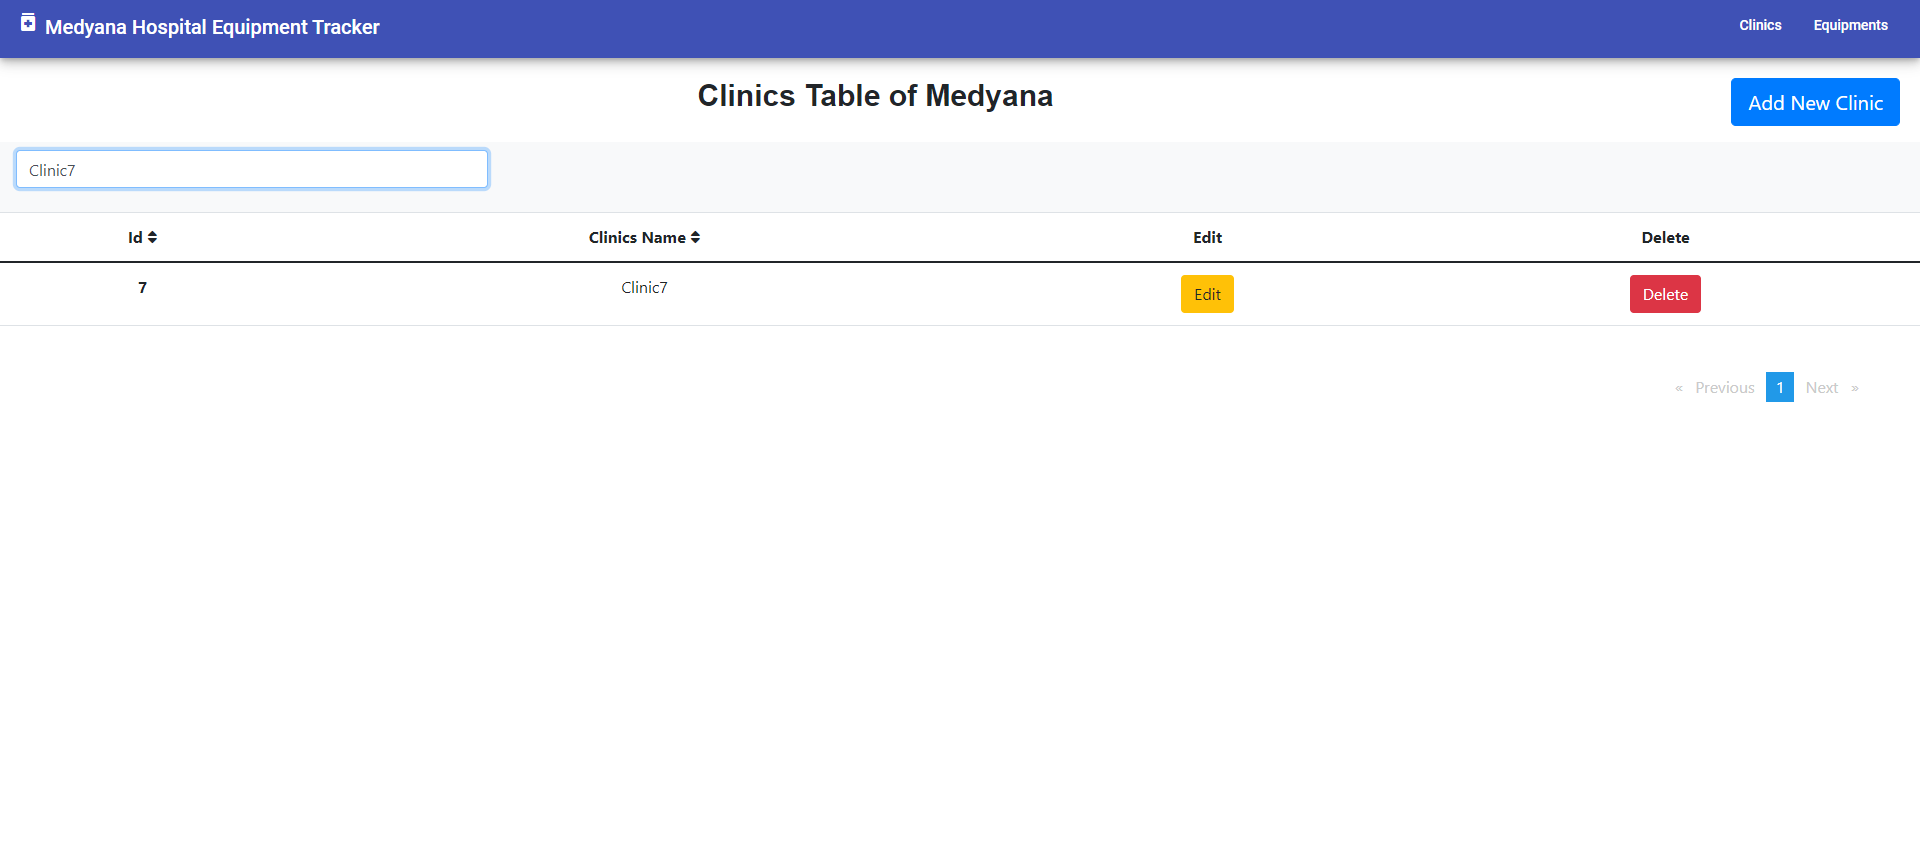 Medyana Hospital Equipment Tracker Clinics Equipments
Clinics Table of Medyana Add New Clinic
Clinic7
Id Clinics Name Edit Delete
7 Clinic7 Edit Delete
« Previous 1 Next »